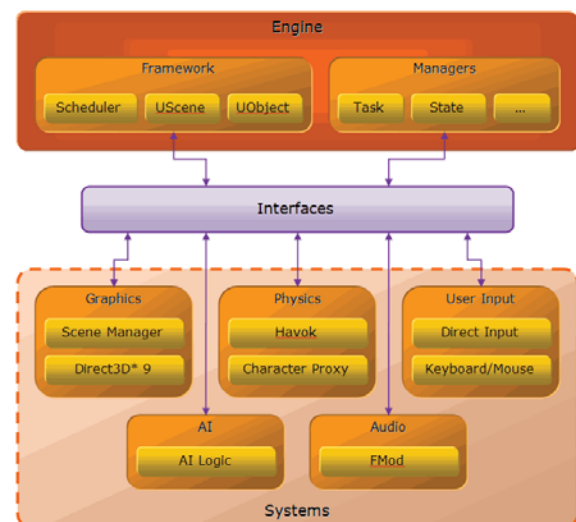 Engine
Framework
Managers
Scheduler
UScene
UObject
Task
State
...
Interfaces
Graphics
Physics
User Input
Scene Manager
Havok
Direct Input
Direct3D* 9
Character Proxy
Keyboard/Mouse
AI
Audio
AI Logic
FMod
Systems